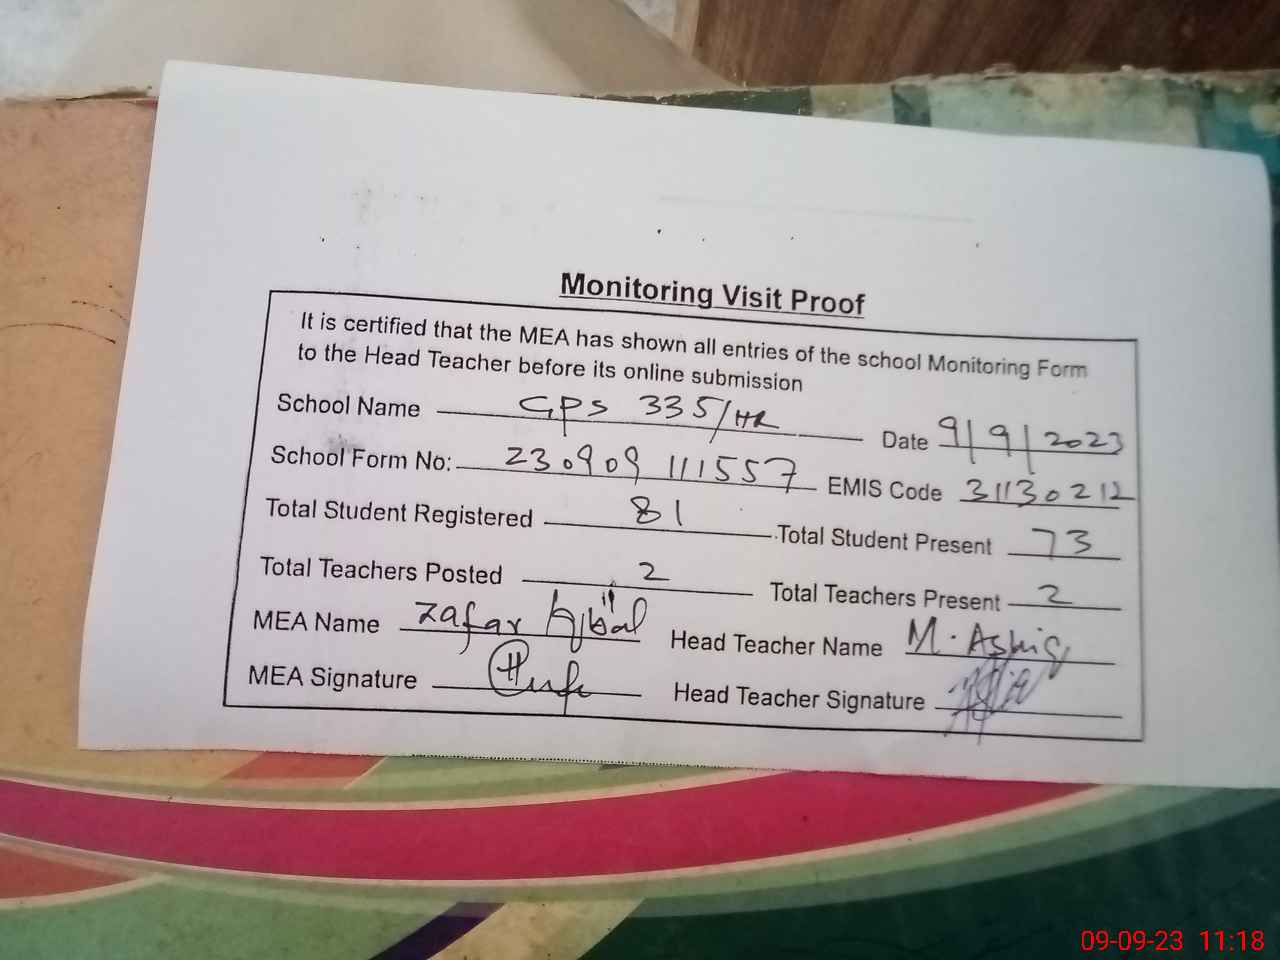 Monitoring Visit Proof
It is certified that the MEA has shown all entries of the school Monitoring Form
to the Head Teacher before its online submission
School Name GPS 335/HR Date 9/9/2023
School Form No: 230909111557 EMIS Code 31130212
Total Student Registered 81 Total Student Present 73
Total Teachers Posted 2 Total Teachers Present 2
MEA Name Zafar Iqbal Head Teacher Name M. Ashiq
MEA Signature Head Teacher Signature
09-09-23 11:18